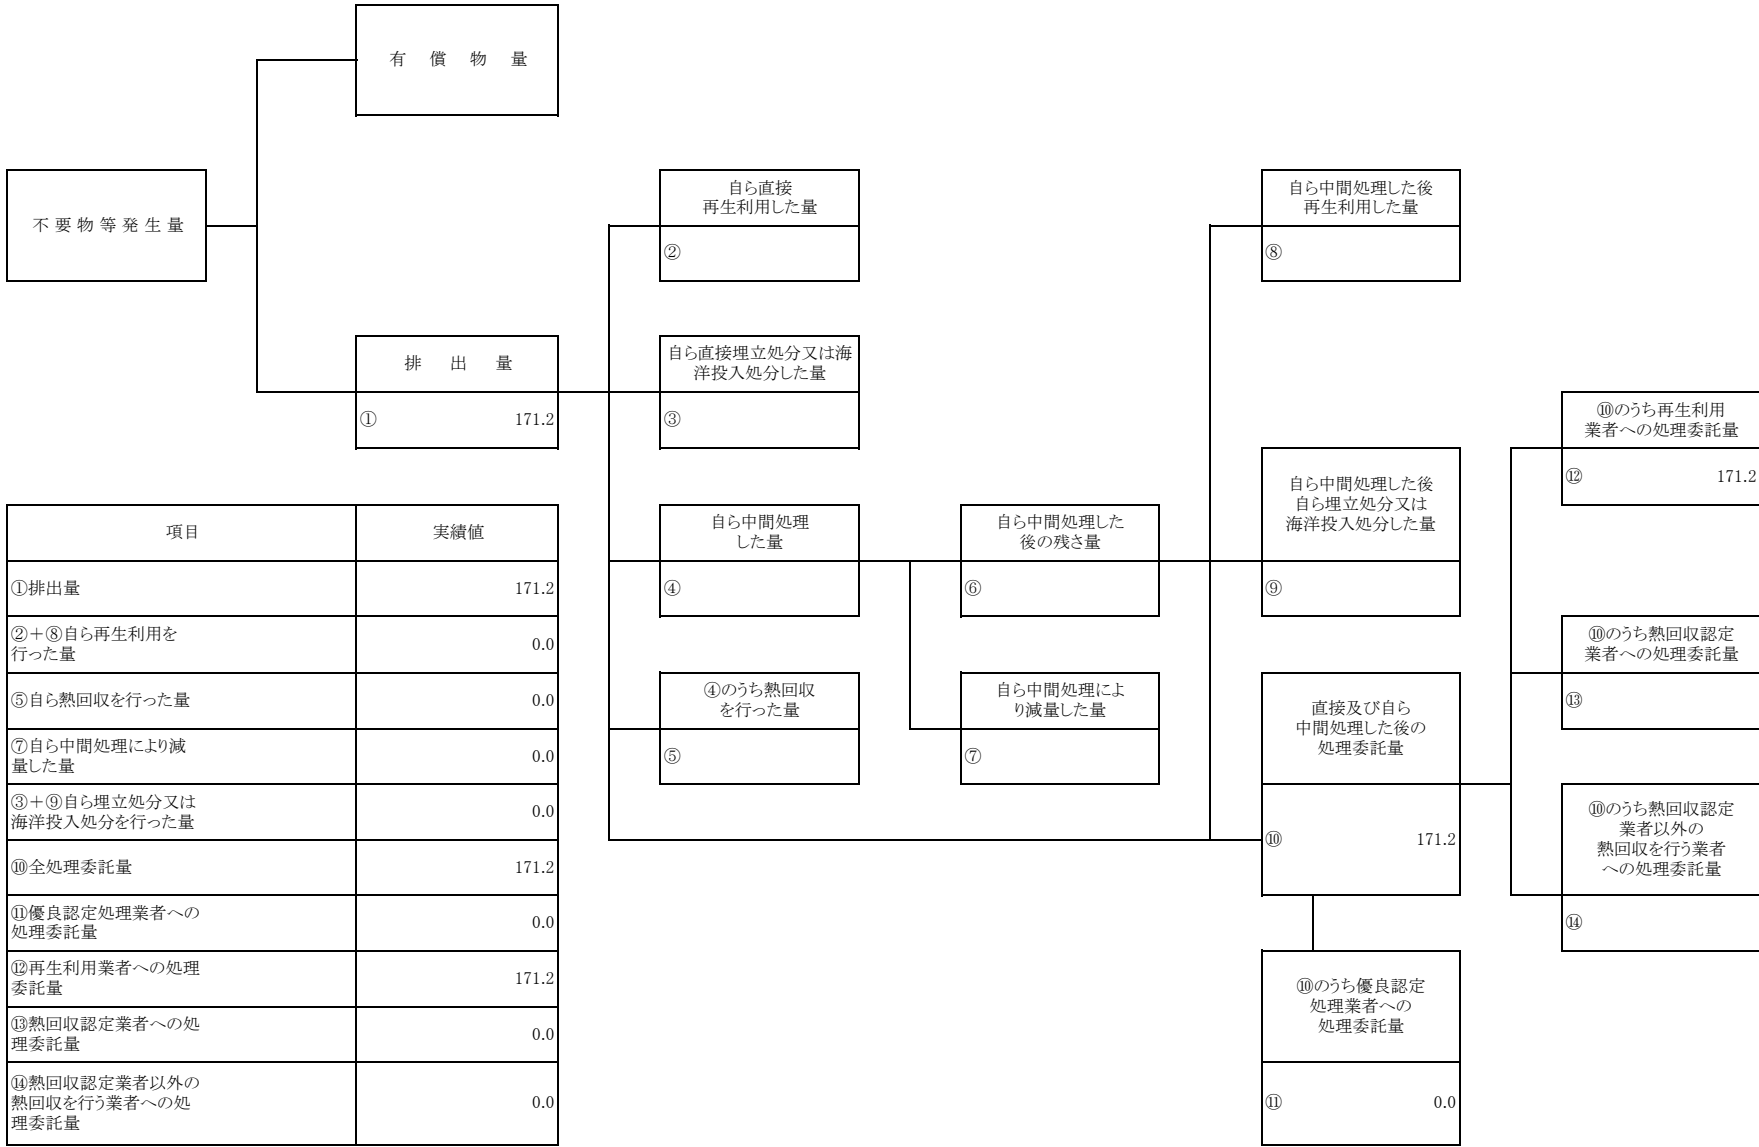 有　償　物　量
不 要 物 等 発 生 量
自ら直接
再生利用した量
②
自ら中間処理した後
再生利用した量
⑧
排　出　量
① 171.2
自ら直接埋立処分又は海
洋投入処分した量
③
⑩のうち再生利用
業者への処理委託量
⑫ 171.2
自ら中間処理した後
自ら埋立処分又は
海洋投入処分した量
⑨
自ら中間処理
した量
④
自ら中間処理した
後の残さ量
⑥
⑩のうち熱回収認定
業者への処理委託量
⑬
④のうち熱回収
を行った量
⑤
自ら中間処理によ
り減量した量
⑦
直接及び自ら
中間処理した後の
処理委託量
⑩ 171.2
⑩のうち熱回収認定
業者以外の
熱回収を行う業者
への処理委託量
⑭
⑩のうち優良認定
処理業者への
処理委託量
⑪ 0.0
項目 実績値
①排出量 171.2
②＋⑧自ら再生利用を
行った量 0.0
⑤自ら熱回収を行った量 0.0
⑦自ら中間処理により減
量した量 0.0
③＋⑨自ら埋立処分又は
海洋投入処分を行った量 0.0
⑩全処理委託量 171.2
⑪優良認定処理業者への
処理委託量 0.0
⑫再生利用業者への処理
委託量 171.2
⑬熱回収認定業者への処
理委託量 0.0
⑭熱回収認定業者以外の
熱回収を行う業者への処
理委託量 0.0